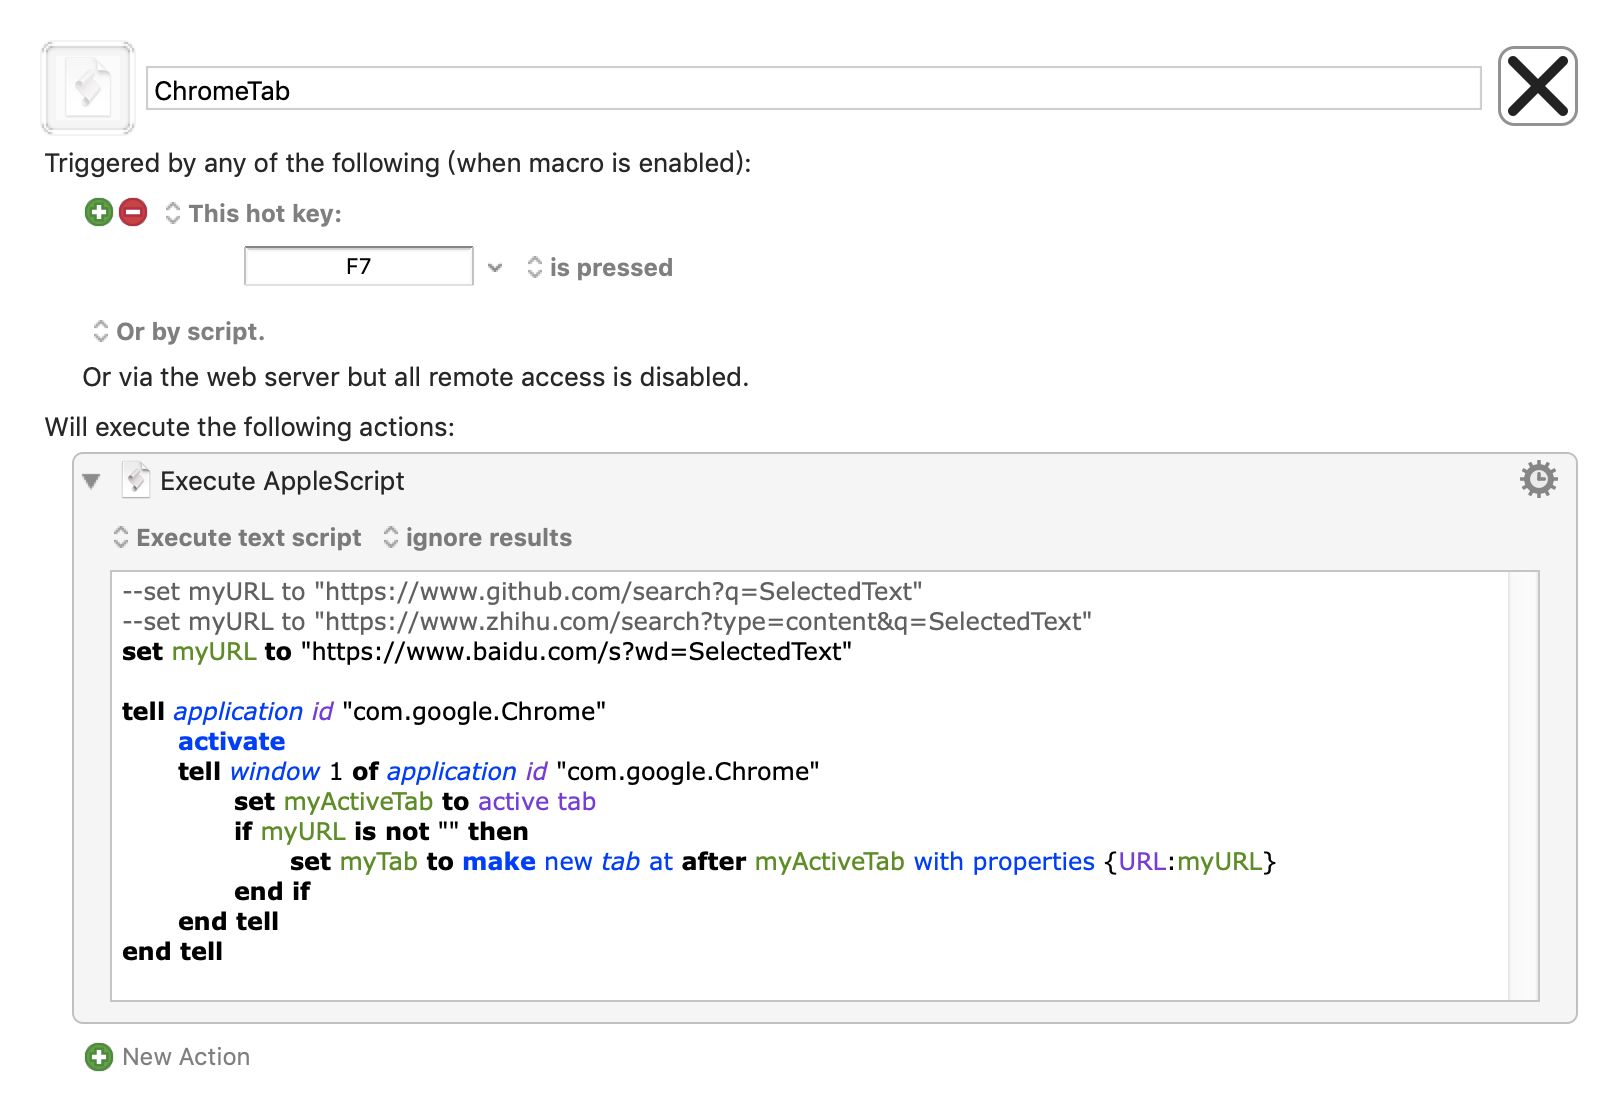 ChromeTab
Triggered by any of the following (when macro is enabled):
This hot key:
F7 is pressed
Or by script.
Or via the web server but all remote access is disabled.
Will execute the following actions:
Execute AppleScript
Execute text script ignore results
--set myURL to "https://www.github.com/search?q=SelectedText"
--set myURL to "https://www.zhihu.com/search?type=content&q=SelectedText"
set myURL to "https://www.baidu.com/s?wd=SelectedText"
tell application id "com.google.Chrome"
activate
tell window 1 of application id "com.google.Chrome"
set myActiveTab to active tab
if myURL is not "" then
set myTab to make new tab at after myActiveTab with properties {URL:myURL}
end if
end tell
end tell
New Action